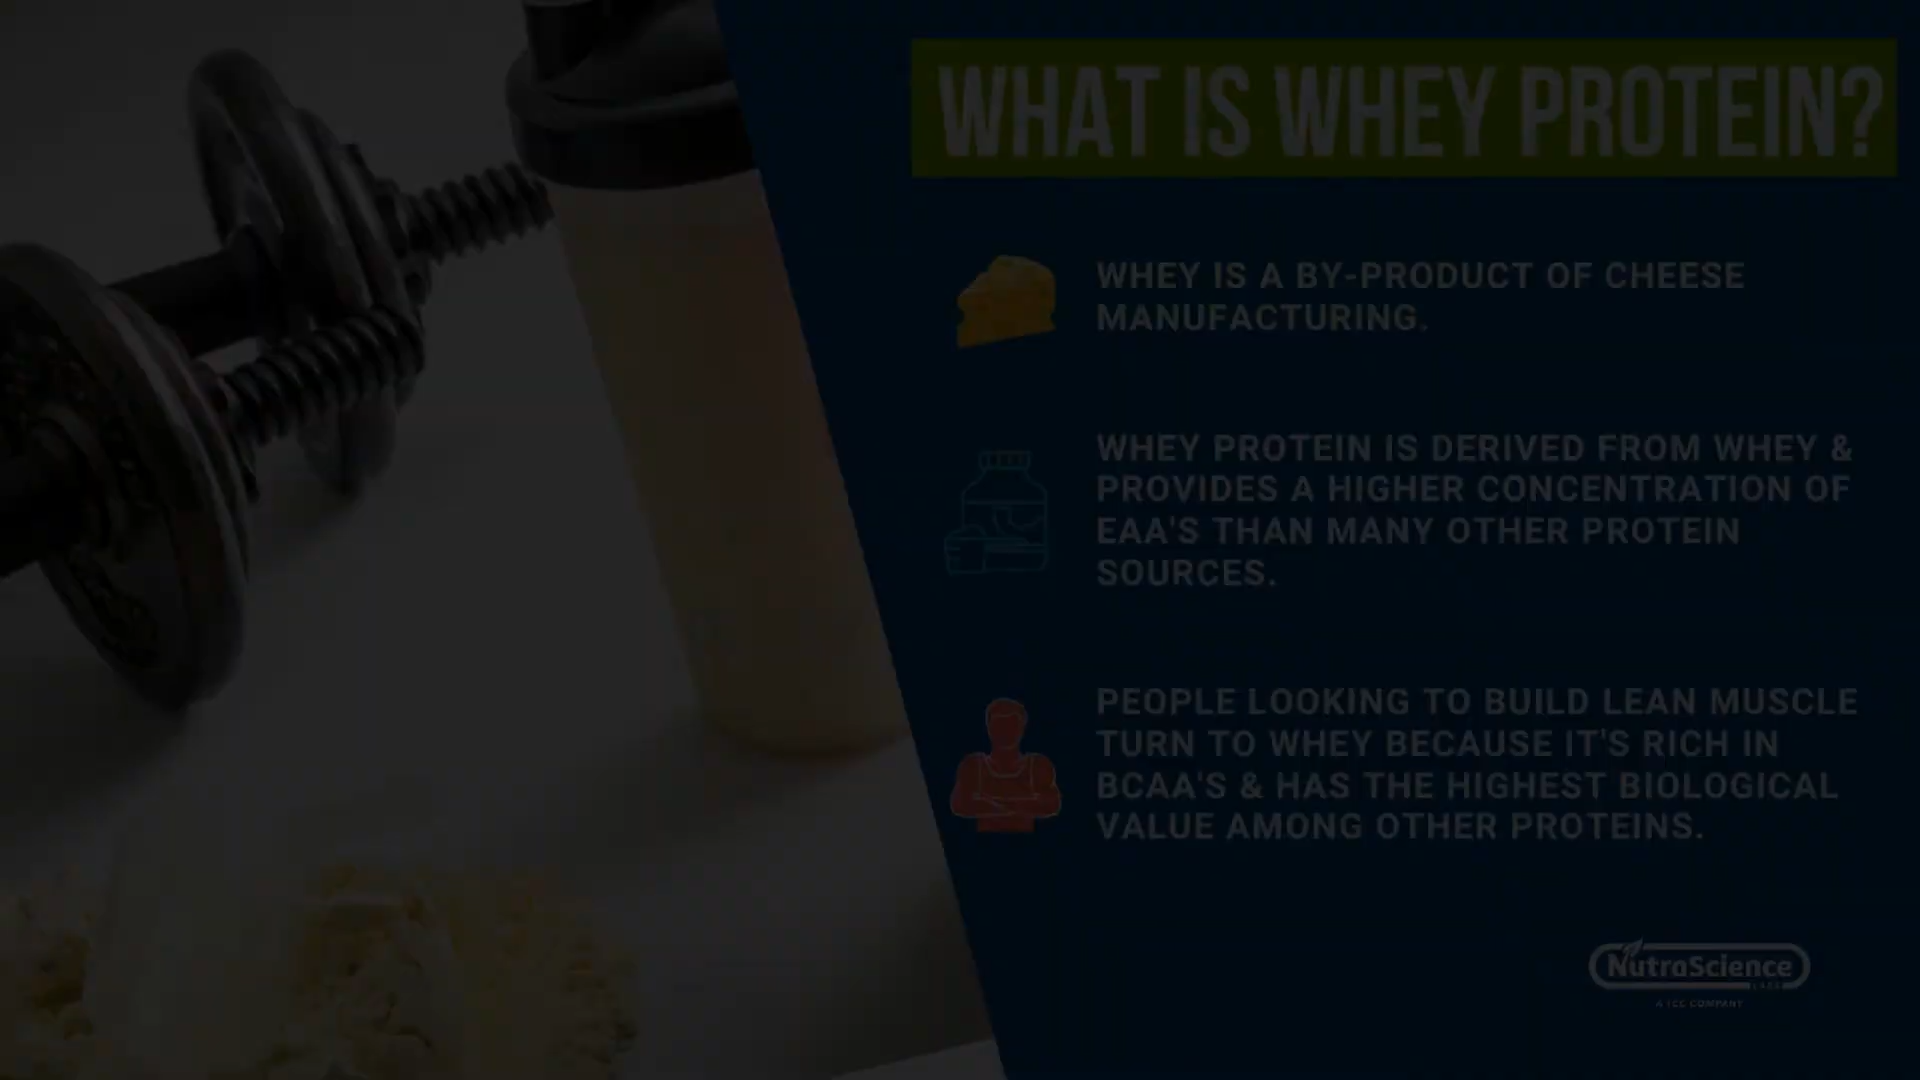 WHAT IS WHEY PROTEIN?
WHEY IS A BY-PRODUCT OF CHEESE
MANUFACTURING.
WHEY PROTEIN IS DERIVED FROM WHEY &
PROVIDES A HIGHER CONCENTRATION OF
EAA'S THAN MANY OTHER PROTEIN
SOURCES.
PEOPLE LOOKING TO BUILD LEAN MUSCLE
TURN TO WHEY BECAUSE IT'S RICH IN
BCAA'S & HAS THE HIGHEST BIOLOGICAL
VALUE AMONG OTHER PROTEINS.
NutraScience
LABS
COMPANY